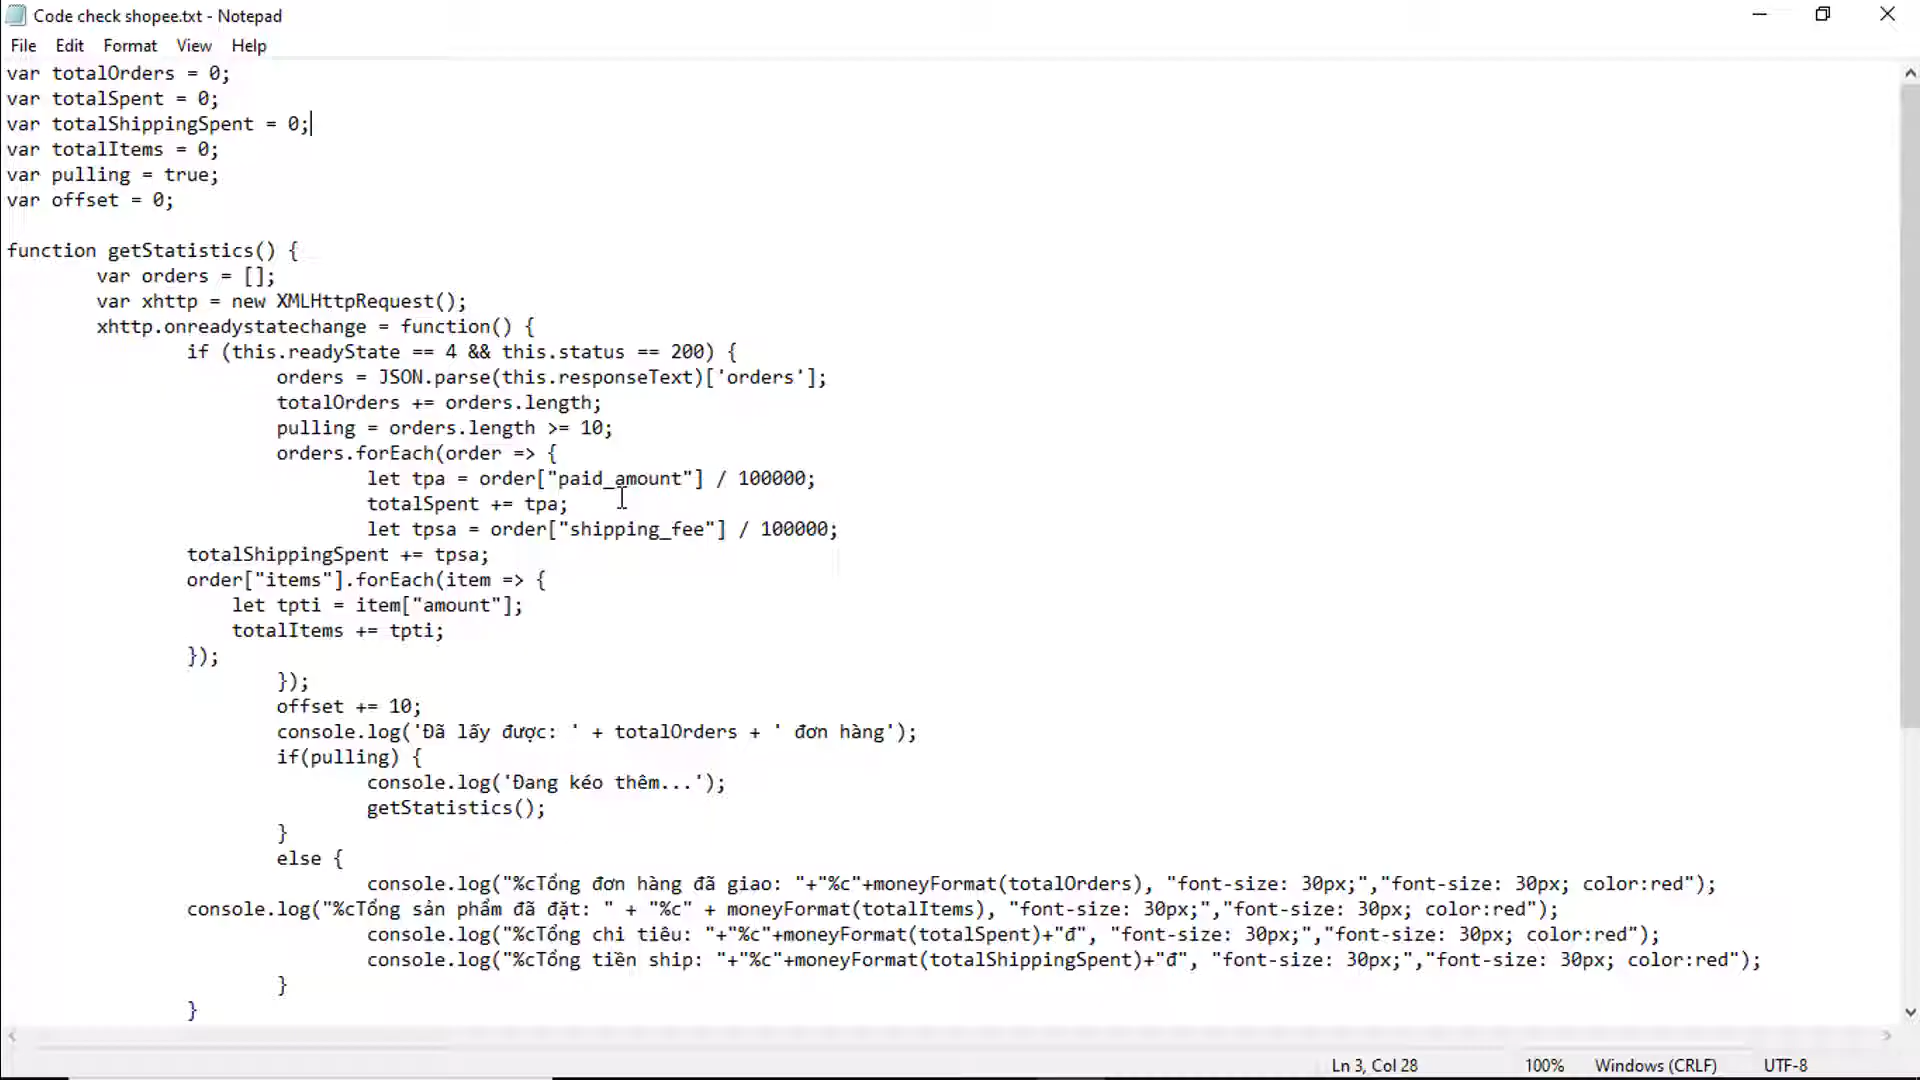 Code check shopee.txt - Notepad
File Edit Format View Help
var totalOrders = 0;
var totalSpent = 0;
var totalShippingSpent = 0;
var totalItems = 0;
var pulling = true;
var offset = 0;
function getStatistics() {
var orders = [];
var xhttp = new XMLHttpRequest();
xhttp.onreadystatechange = function() {
if (this.readyState == 4 && this.status == 200) {
orders = JSON.parse(this.responseText)['orders'];
totalOrders += orders.length;
pulling = orders.length >= 10;
orders.forEach(order => {
let tpa = order["paid_amount"] / 100000;
totalSpent += tpa;
let tpsa = order["shipping_fee"] / 100000;
totalShippingSpent += tpsa;
order["items"].forEach(item => {
let tpti = item["amount"];
totalItems += tpti;
});
});
offset += 10;
console.log('Đã lấy được: ' + totalOrders + ' đơn hàng');
if(pulling) {
console.log('Đang kéo thêm...');
getStatistics();
}
else {
console.log("%cTổng đơn hàng đã giao: "+"%c"+moneyFormat(totalOrders), "font-size: 30px;","font-size: 30px; color:red");
console.log("%cTổng sản phẩm đã đặt: " + "%c" + moneyFormat(totalItems), "font-size: 30px;","font-size: 30px; color:red");
console.log("%cTổng chi tiêu: "+"%c"+moneyFormat(totalSpent)+"đ", "font-size: 30px;","font-size: 30px; color:red");
console.log("%cTổng tiền ship: "+"%c"+moneyFormat(totalShippingSpent)+"đ", "font-size: 30px;","font-size: 30px; color:red");
}
}
Ln 3, Col 28 100% Windows (CRLF) UTF-8